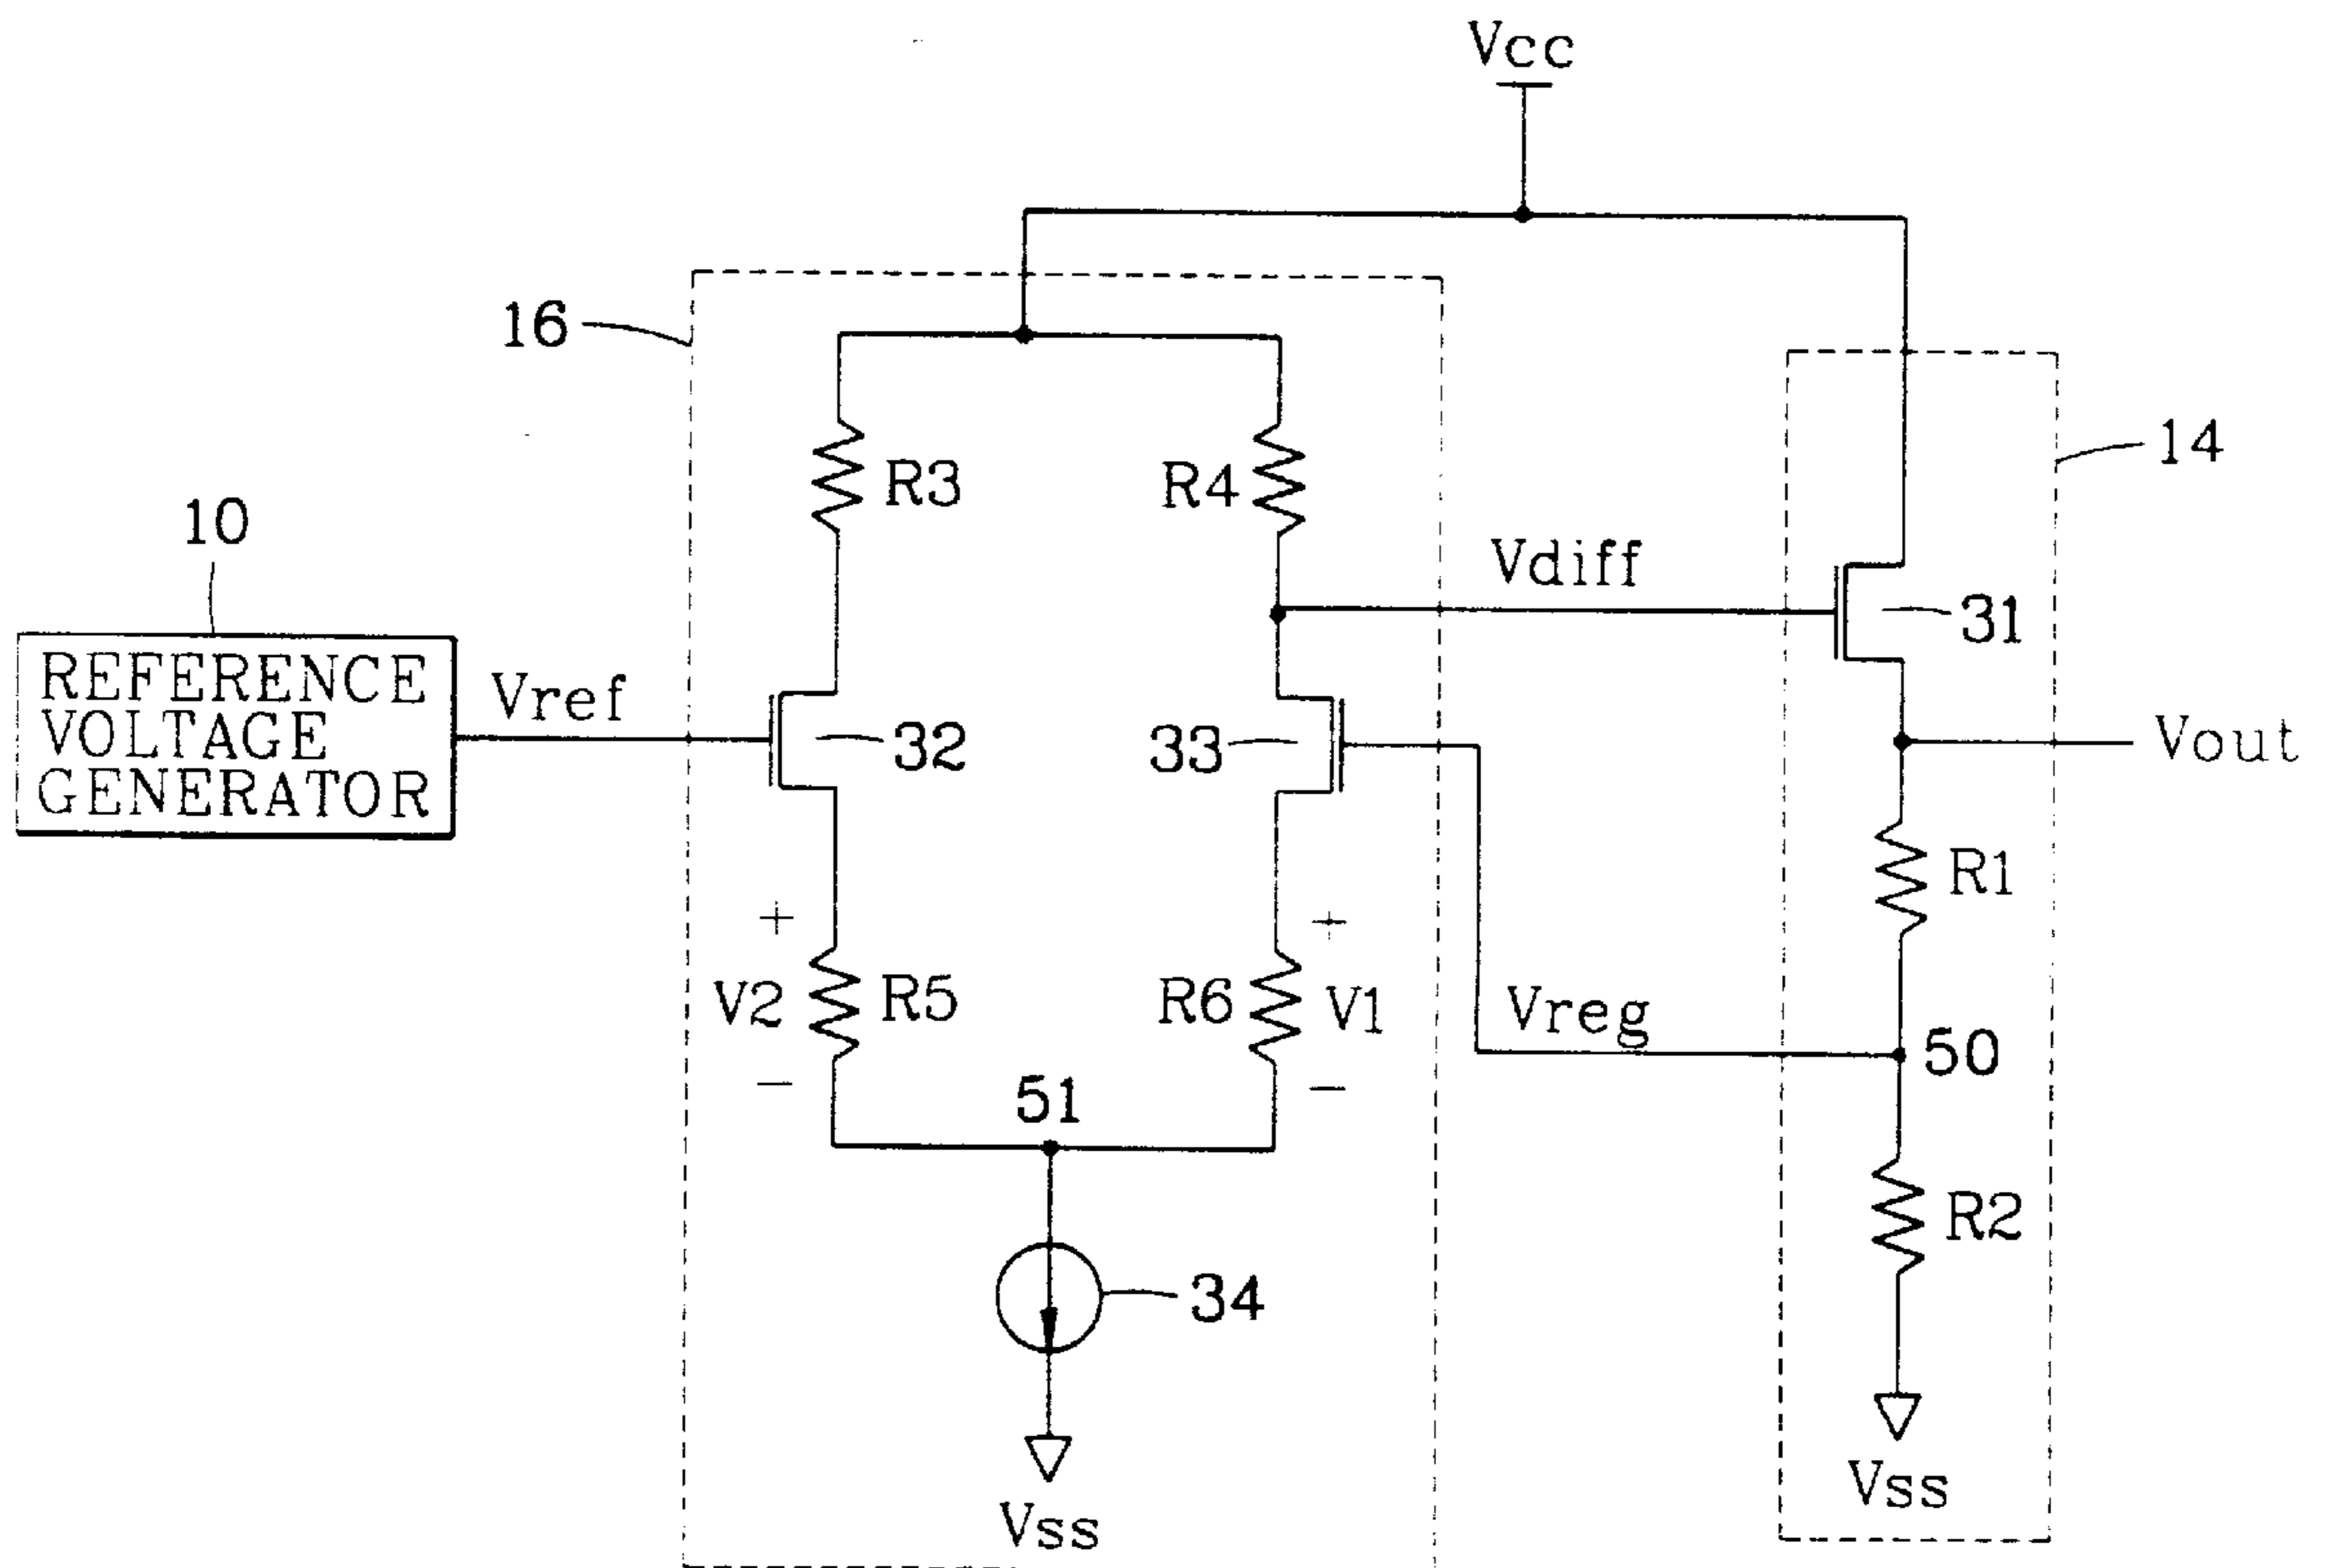 Vcc
16
R3
R4
14
10
Vdiff
31
REFERENCE
VOLTAGE
GENERATOR
Vref
32
33
Vout
R1
+
+
V2
R5
R6
V1
Vreg
50
−
−
51
R2
34
Vss
Vss